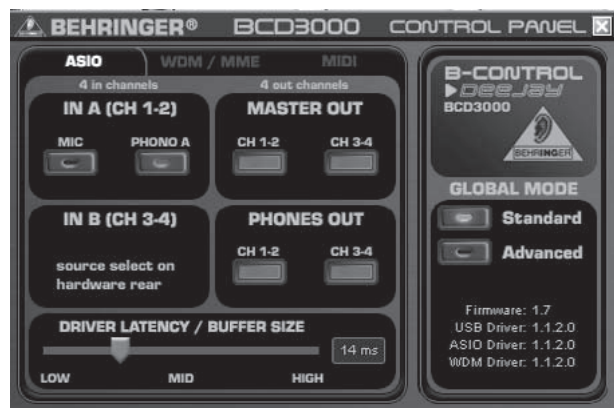 BEHRINGER® BCD3000 CONTROL PANEL X
ASIO WDM / MME MIDI
4 in channels 4 out channels
IN A (CH 1-2)
MIC PHONO A
MASTER OUT
CH 1-2 CH 3-4
IN B (CH 3-4)
source select on
hardware rear
PHONES OUT
CH 1-2 CH 3-4
DRIVER LATENCY / BUFFER SIZE
14 ms
LOW MID HIGH
B-CONTROL
DEEJAY
BCD3000
BEHRINGER
GLOBAL MODE
Standard
Advanced
Firmware: 1.7
USB Driver: 1.1.2.0
ASIO Driver: 1.1.2.0
WDM Driver: 1.1.2.0